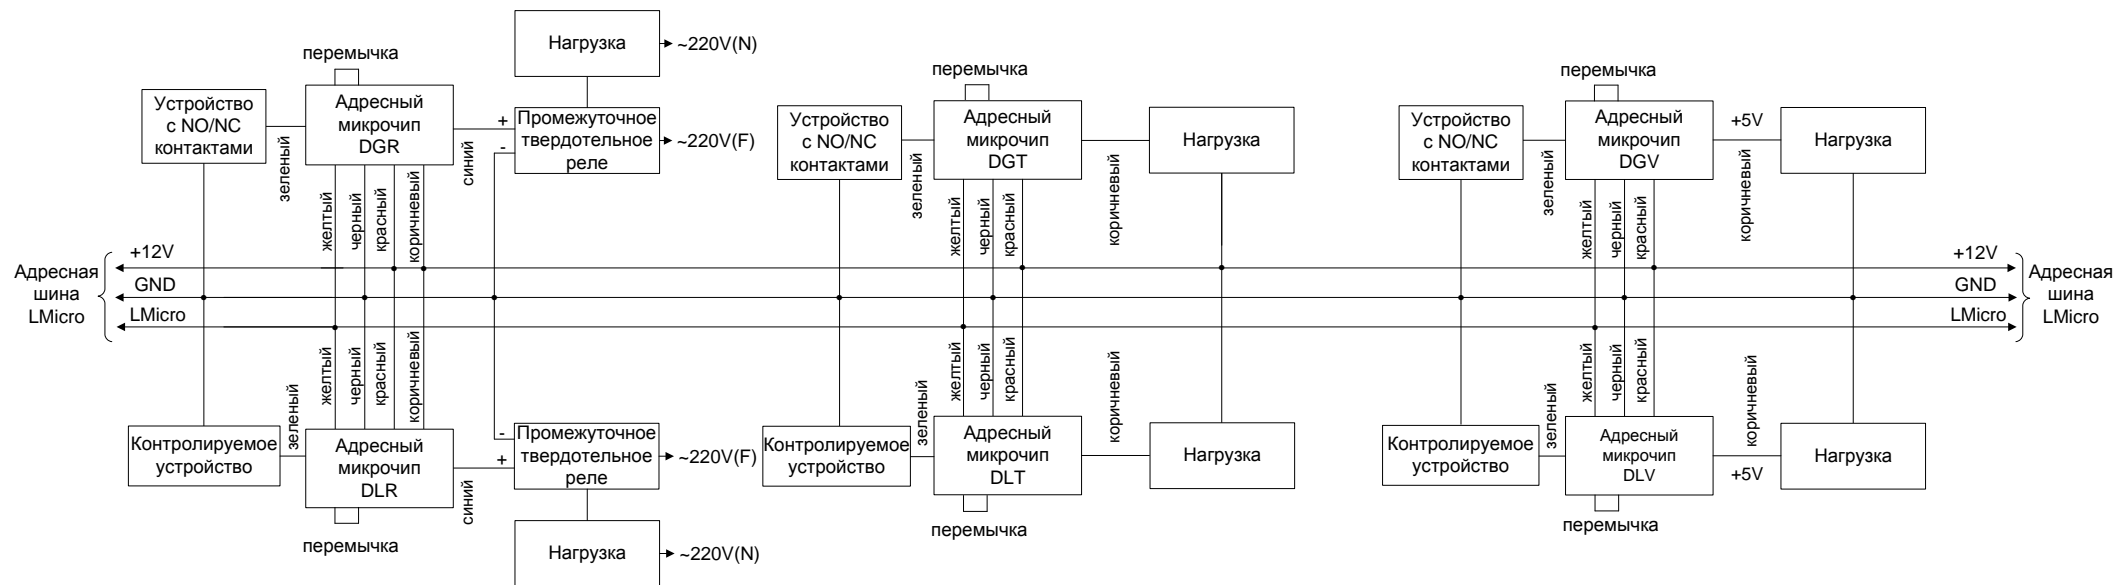 Нагрузка
~220V(N)
перемычка
Устройство
с NO/NC
контактами
зеленый
Адресный
микрочип
DGR
+
-
синий
Промежуточное
твердотельное
реле
~220V(F)
желтый
черный
красный
коричневый
перемычка
Устройство
с NO/NC
контактами
зеленый
Адресный
микрочип
DGT
Нагрузка
желтый
черный
красный
коричневый
перемычка
Устройство
с NO/NC
контактами
зеленый
Адресный
микрочип
DGV
+5V
Нагрузка
желтый
черный
красный
коричневый
Адресная
шина
LMicro
+12V
GND
LMicro
+12V
GND
LMicro
Адресная
шина
LMicro
желтый
черный
красный
коричневый
Контролируемое
устройство
зеленый
Адресный
микрочип
DLR
-
+
синий
Промежуточное
твердотельное
реле
~220V(F)
перемычка
Нагрузка
~220V(N)
желтый
черный
красный
коричневый
Контролируемое
устройство
зеленый
Адресный
микрочип
DLT
Нагрузка
перемычка
желтый
черный
красный
коричневый
Контролируемое
устройство
зеленый
Адресный
микрочип
DLV
+5V
Нагрузка
перемычка